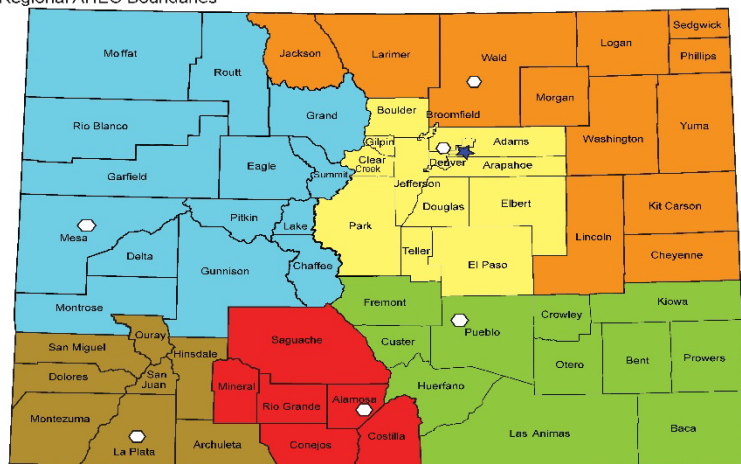 Regional AHEC Boundaries
Sedgwick
Moffat
Routt
Jackson
Larimer
Weld
Logan
Phillips
Morgan
Grand
Boulder
Broomfield
Rio Blanco
Gilpin
Adams
Washington
Yuma
Clear
Creek
Denver
Arapahoe
Garfield
Eagle
Summit
Jefferson
Douglas
Elbert
Kit Carson
Pitkin
Lake
Park
Lincoln
Mesa
Delta
Teller
Cheyenne
Gunnison
Chaffee
El Paso
Montrose
Fremont
Kiowa
Crowley
Pueblo
Ouray
Saguache
San Miguel
Hinsdale
Custer
Otero
Bent
Prowers
Dolores
San
Juan
Mineral
Huerfano
Rio Grande
Alamosa
Montezuma
Costilla
Las Animas
Baca
La Plata
Archuleta
Conejos